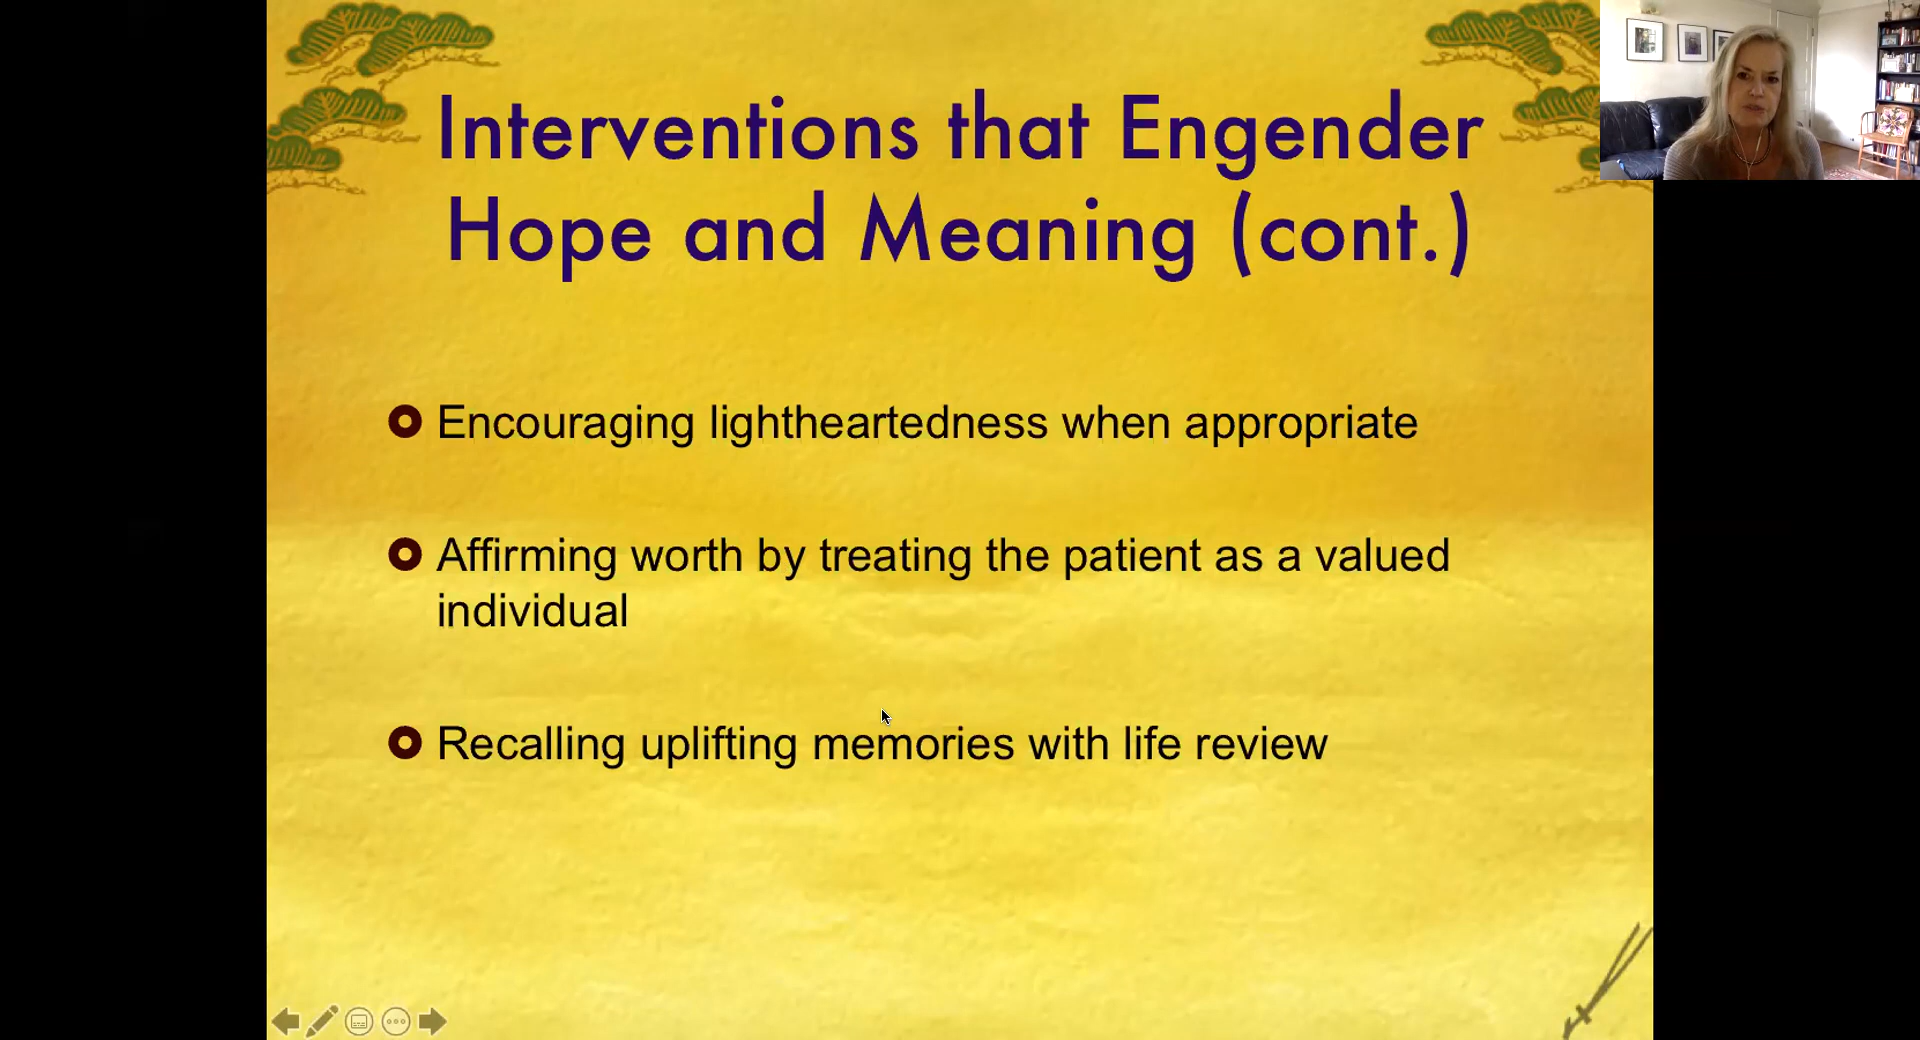 Interventions that Engender
Hope and Meaning (cont.)
Encouraging lightheartedness when appropriate
Affirming worth by treating the patient as a valued
individual
Recalling uplifting memories with life review